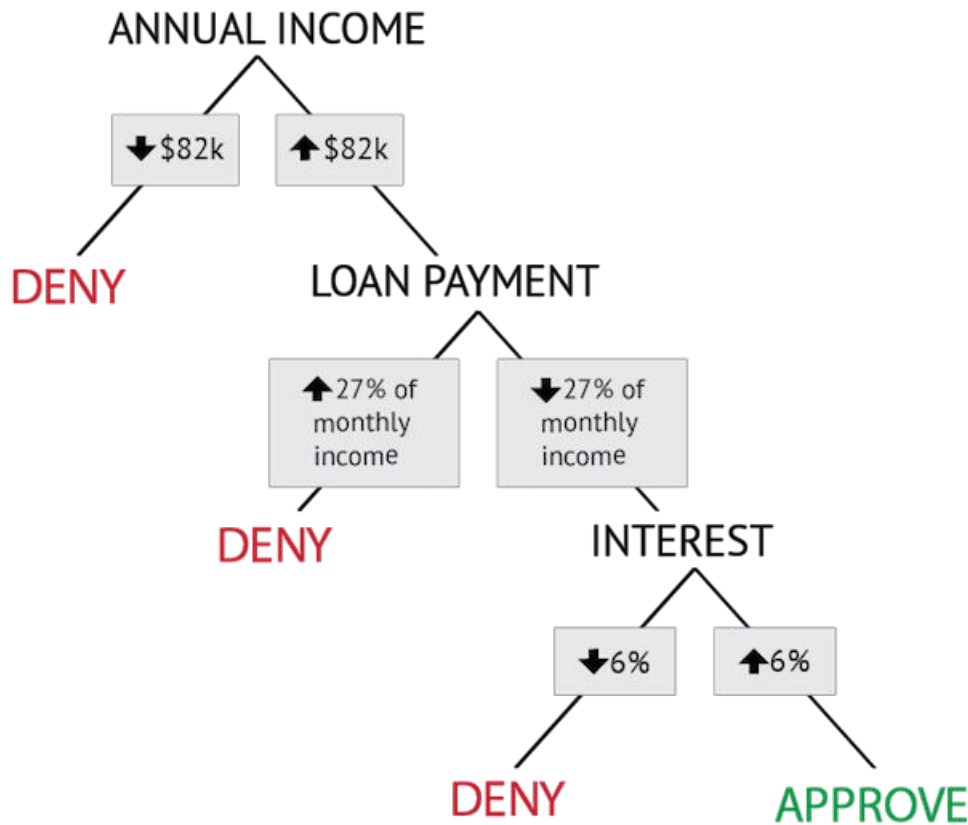 ANNUAL INCOME
$82k
$82k
DENY
LOAN PAYMENT
27% of
monthly
income
27% of
monthly
income
DENY
INTEREST
6%
6%
DENY
APPROVE